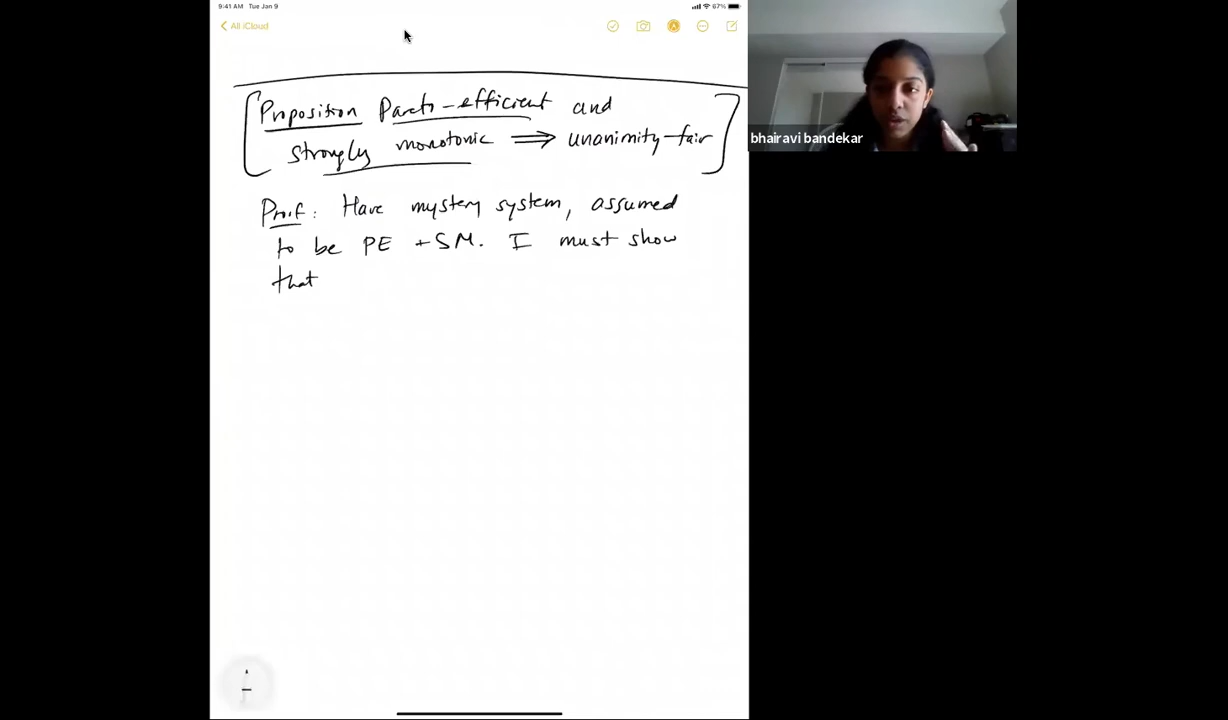 9:41 AM Tue Jan 9
67%
All iCloud
Proposition Pareto-efficient and
strongly monotonic ⟹ unanimity-fair
Proof: Have mystery system, assumed
to be PE + SM. I must show
that
bhairavi bandekar